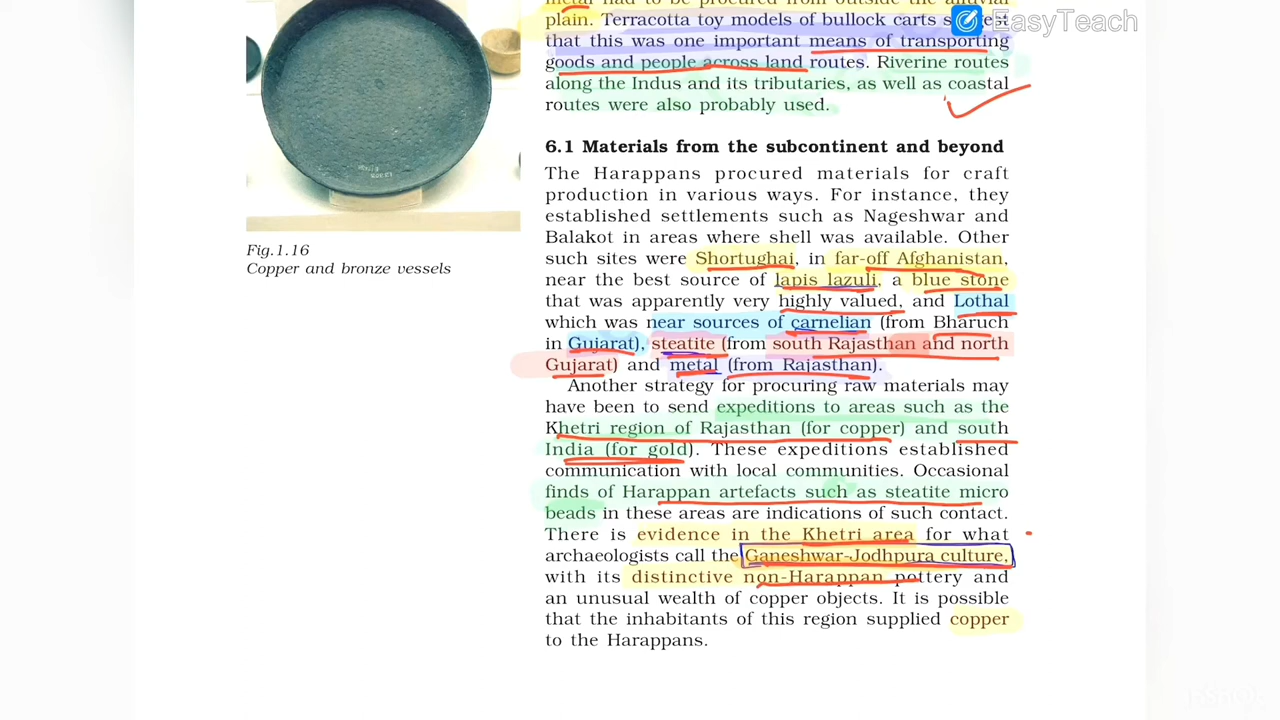 metal had to be procured from outside the alluvial
plain. Terracotta toy models of bullock carts suggest
EasyTeach
that this was one important means of transporting
goods and people across land routes. Riverine routes
along the Indus and its tributaries, as well as coastal
routes were also probably used.
6.1 Materials from the subcontinent and beyond
The Harappans procured materials for craft
production in various ways. For instance, they
established settlements such as Nageshwar and
Balakot in areas where shell was available. Other
such sites were Shortughai, in far-off Afghanistan,
near the best source of lapis lazuli, a blue stone
that was apparently very highly valued, and Lothal
which was near sources of carnelian (from Bharuch
in Gujarat), steatite (from south Rajasthan and north
Gujarat) and metal (from Rajasthan).
Another strategy for procuring raw materials may
have been to send expeditions to areas such as the
Khetri region of Rajasthan (for copper) and south
India (for gold). These expeditions established
communication with local communities. Occasional
finds of Harappan artefacts such as steatite micro
beads in these areas are indications of such contact.
There is evidence in the Khetri area for what
archaeologists call the Ganeshwar-Jodhpura culture,
with its distinctive non-Harappan pottery and
an unusual wealth of copper objects. It is possible
that the inhabitants of this region supplied copper
to the Harappans.
Fig.1.16
Copper and bronze vessels